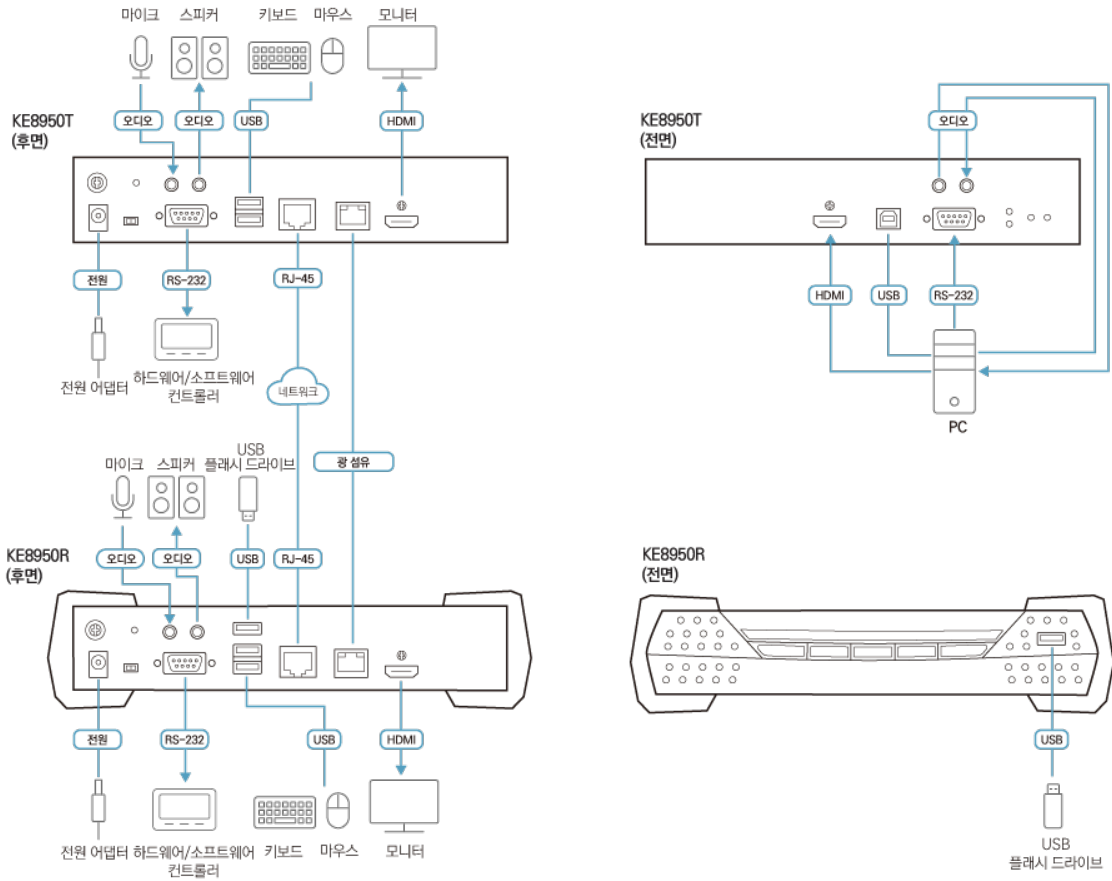 마이크
스피커
키보드
마우스
모니터
오디오
오디오
USB
HDMI
KE8950T
(후면)
전원
RS-232
RJ-45
전원 어댑터
하드웨어/소프트웨어
컨트롤러
네트워크
KE8950T
(전면)
오디오
HDMI
USB
RS-232
PC
마이크
스피커
USB
플래시 드라이브
광 섬유
KE8950R
(후면)
오디오
오디오
USB
RJ-45
전원
RS-232
USB
HDMI
전원 어댑터
하드웨어/소프트웨어
컨트롤러
키보드
마우스
모니터
KE8950R
(전면)
USB
USB
플래시 드라이브